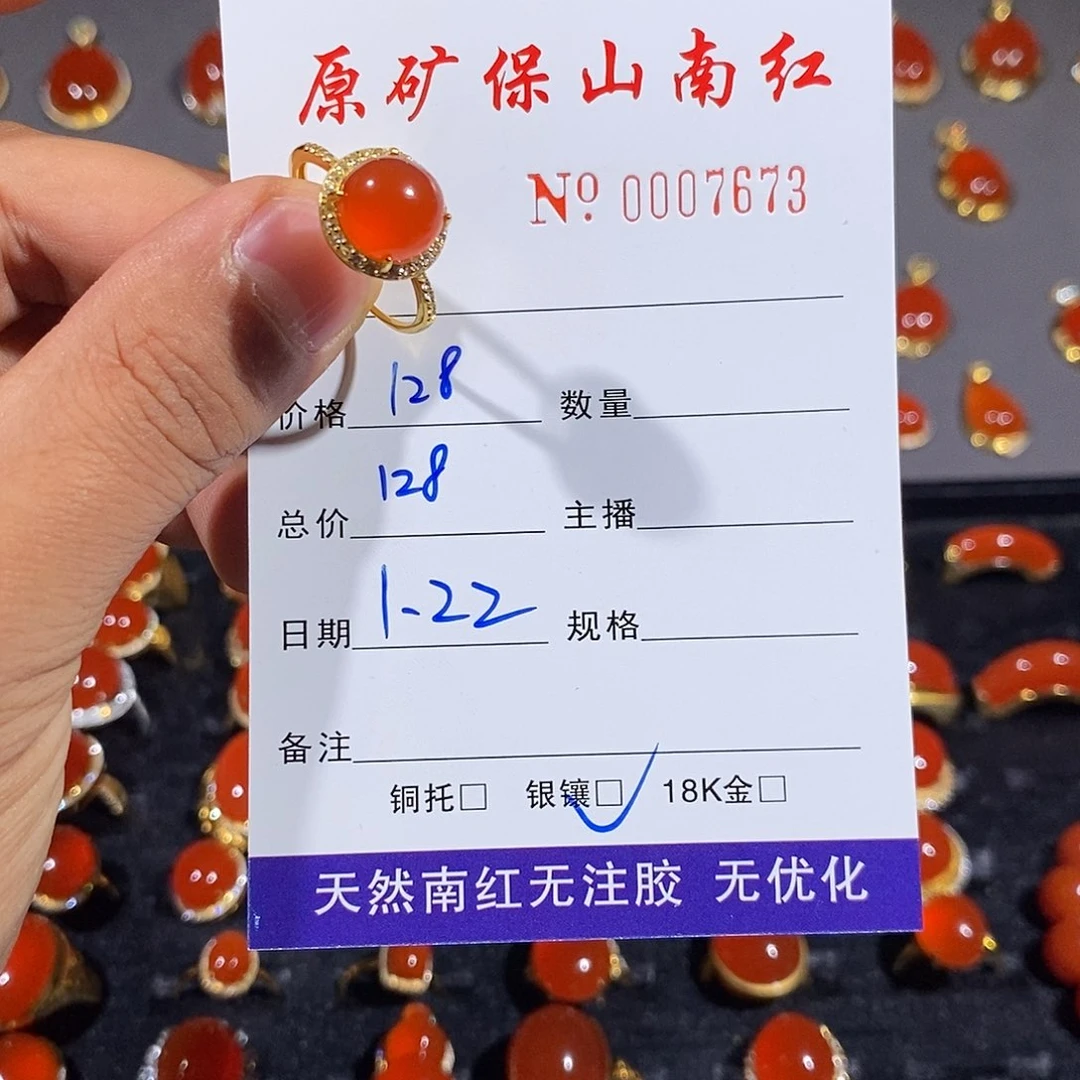 原矿保山南红
Nº 0007673
价格 128 数量
总价 128 主播
日期 1-22 规格
备注
铜托□ 银镶□ 18K金□
天然南红无注胶 无优化